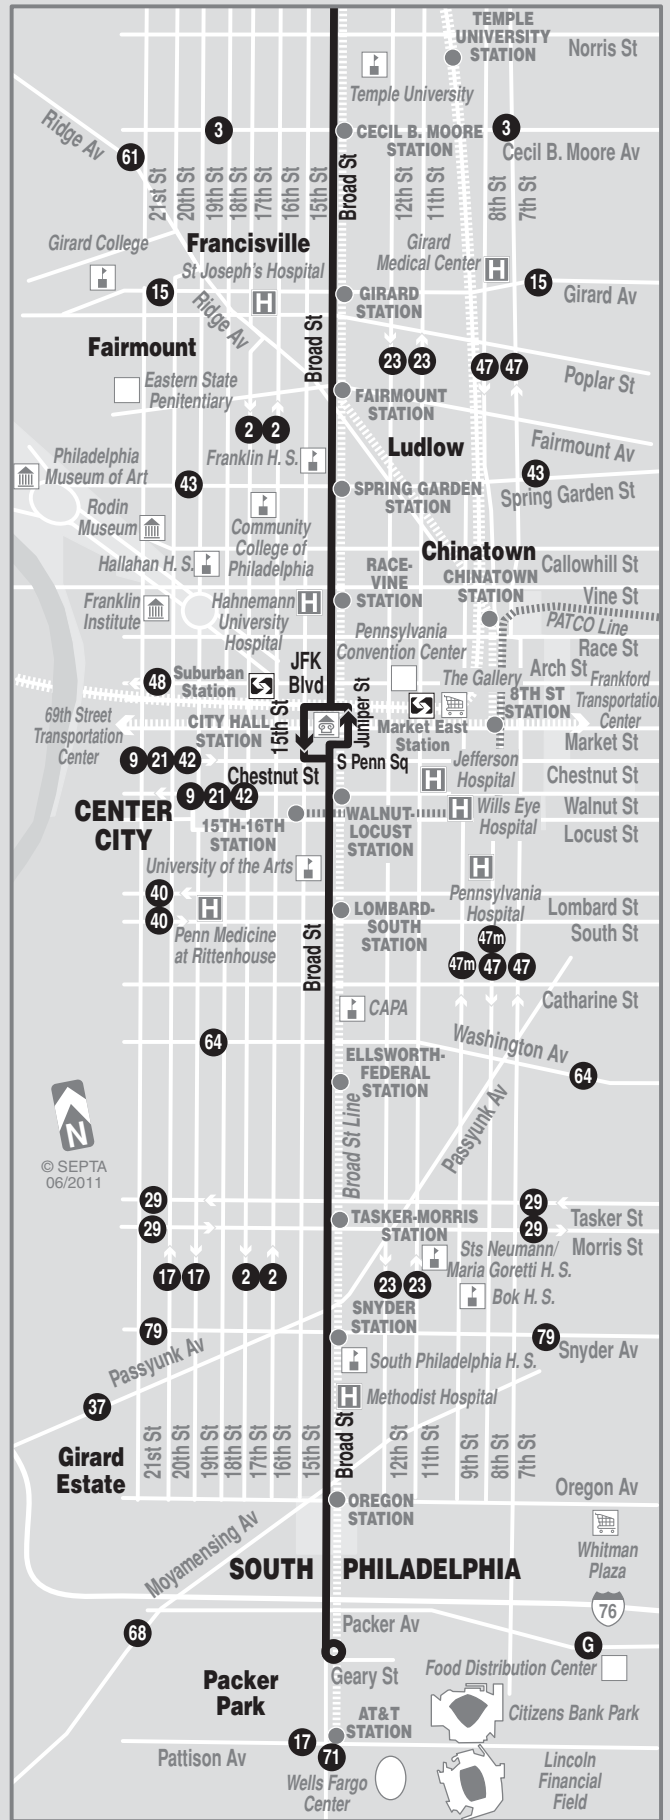 TEMPLE
UNIVERSITY
STATION
Norris St
Temple University
Ridge Av
3
CECIL B. MOORE
STATION
3
Cecil B. Moore Av
61
21st St
20th St
19th St
18th St
17th St
16th St
15th St
Broad St
12th St
11th St
8th St
7th St
Girard College
Francisville
St Joseph's Hospital
Girard
Medical Center
H
15
H
GIRARD
STATION
15
Girard Av
Ridge Av
Broad St
Fairmount
23
23
47
47
Poplar St
Eastern State
Penitentiary
FAIRMOUNT
STATION
2
2
Ludlow
Fairmount Av
Franklin H. S.
Philadelphia
Museum of Art
43
SPRING GARDEN
STATION
43
Spring Garden St
Rodin
Museum
Community
College of
Philadelphia
Hallahan H. S.
Chinatown
Callowhill St
RACE-
VINE
STATION
CHINATOWN
STATION
Vine St
Franklin
Institute
Hahnemann
University
Hospital
H
PATCO Line
Pennsylvania
Convention Center
Race St
JFK
Blvd
Arch St
48
Suburban
Station
The Gallery
8TH ST
STATION
Frankford
Transportation
Center
69th Street
Transportation
Center
CITY HALL
STATION
15th St
Juniper St
Market East
Station
Market St
9
21
42
Chestnut St
S Penn Sq
Jefferson
Hospital
H
Chestnut St
9
21
42
CENTER
CITY
15TH-16TH
STATION
WALNUT-
LOCUST
STATION
H
Wills Eye
Hospital
Walnut St
Locust St
University of the Arts
H
Pennsylvania
Hospital
40
40
H
Penn Medicine
at Rittenhouse
LOMBARD-
SOUTH
STATION
Lombard St
South St
Broad St
47m
47m
47
47
CAPA
Catharine St
64
Washington Av
64
ELLSWORTH-
FEDERAL
STATION
N
© SEPTA
06/2011
Broad St Line
Passyunk Av
29
29
29
29
TASKER-MORRIS
STATION
Tasker St
Morris St
Sts Neumann/
Maria Goretti H. S.
17
17
2
2
23
23
Bok H. S.
SNYDER
STATION
79
79
Snyder Av
Passyunk Av
South Philadelphia H. S.
37
H
Methodist Hospital
Girard
Estate
21st St
20th St
19th St
18th St
17th St
16th St
15th St
Broad St
12th St
11th St
9th St
8th St
7th St
Oregon Av
OREGON
STATION
Moyamensing Av
Whitman
Plaza
SOUTH PHILADELPHIA
76
68
Packer Av
G
Geary St
Food Distribution Center
Packer
Park
AT&T
STATION
Citizens Bank Park
17
71
Pattison Av
Wells Fargo
Center
Lincoln
Financial
Field